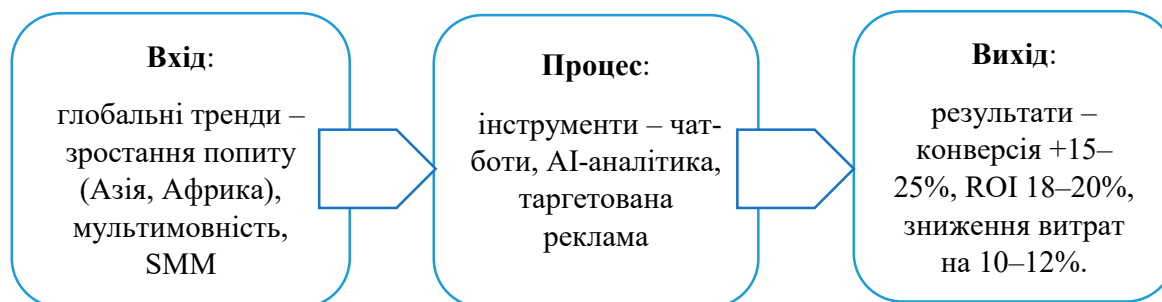 Вхід:
глобальні тренди –
зростання попиту
(Азія, Африка),
мультимовність,
SMM
Процес:
інструменти – чат-
боти, AI-аналітика,
таргетована
реклама
Вихід:
результати –
конверсія +15–
25%, ROI 18–20%,
зниження витрат
на 10–12%.